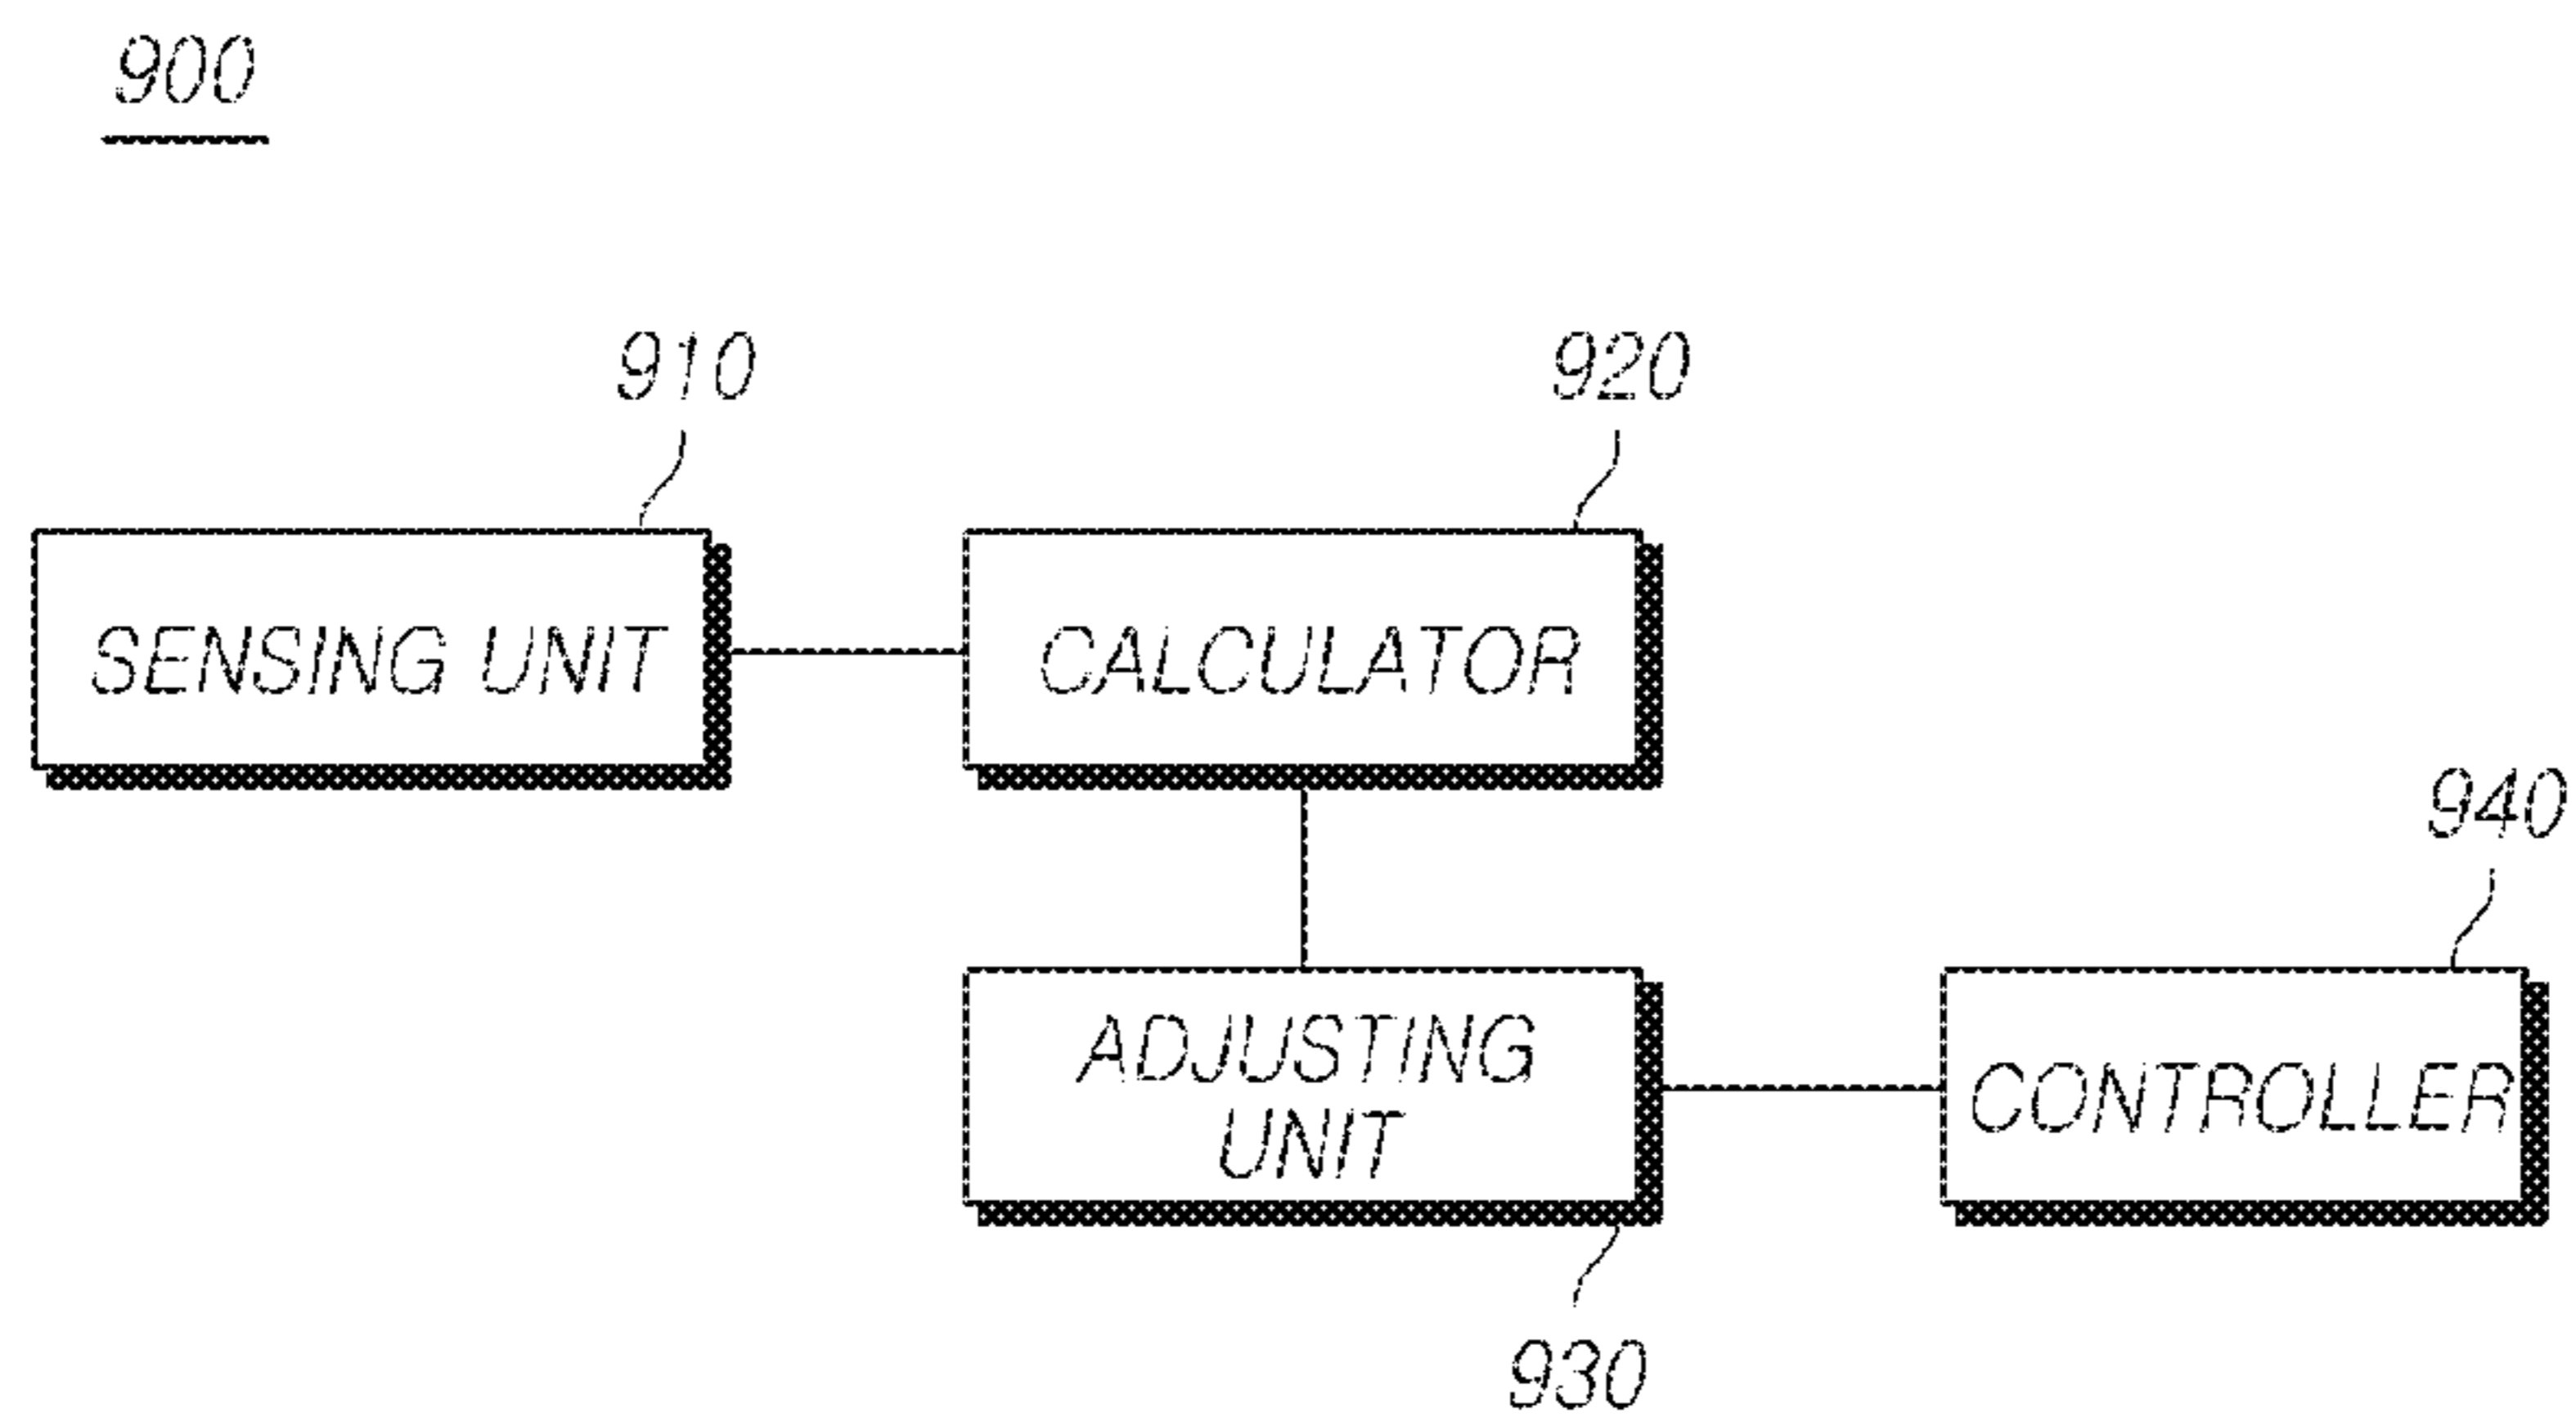 900
910
920
SENSING UNIT
CALCULATOR
940
ADJUSTING
UNIT
CONTROLLER
930